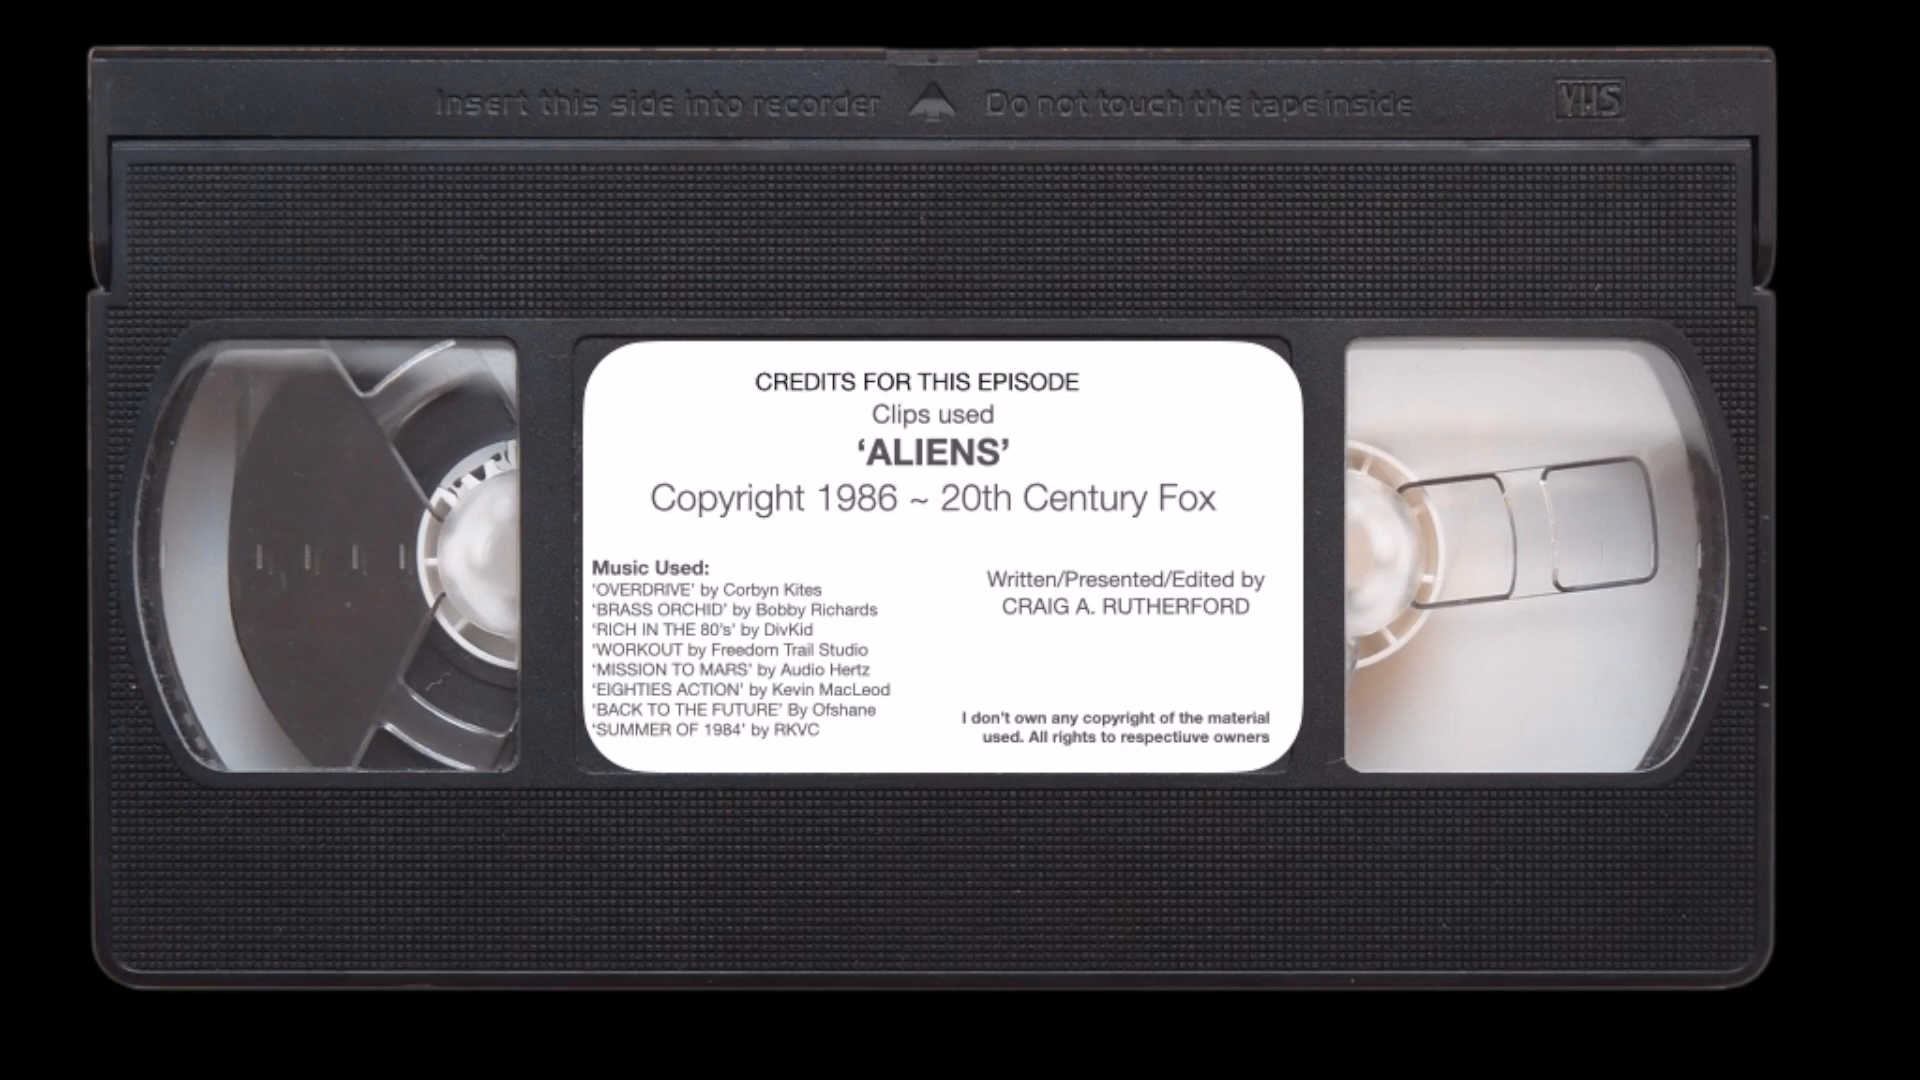 Insert this side into recorder
Do not touch the tape inside
VHS
CREDITS FOR THIS EPISODE
Clips used
‘ALIENS’
Copyright 1986 ~ 20th Century Fox
Music Used:
‘OVERDRIVE’ by Corbyn Kites
‘BRASS ORCHID’ by Bobby Richards
‘RICH IN THE 80’s’ by DivKid
‘WORKOUT by Freedom Trail Studio
‘MISSION TO MARS’ by Audio Hertz
‘EIGHTIES ACTION’ by Kevin MacLeod
‘BACK TO THE FUTURE’ By Ofshane
‘SUMMER OF 1984’ by RKVC
Written/Presented/Edited by
CRAIG A. RUTHERFORD
I don’t own any copyright of the material
used. All rights to respectiuve owners